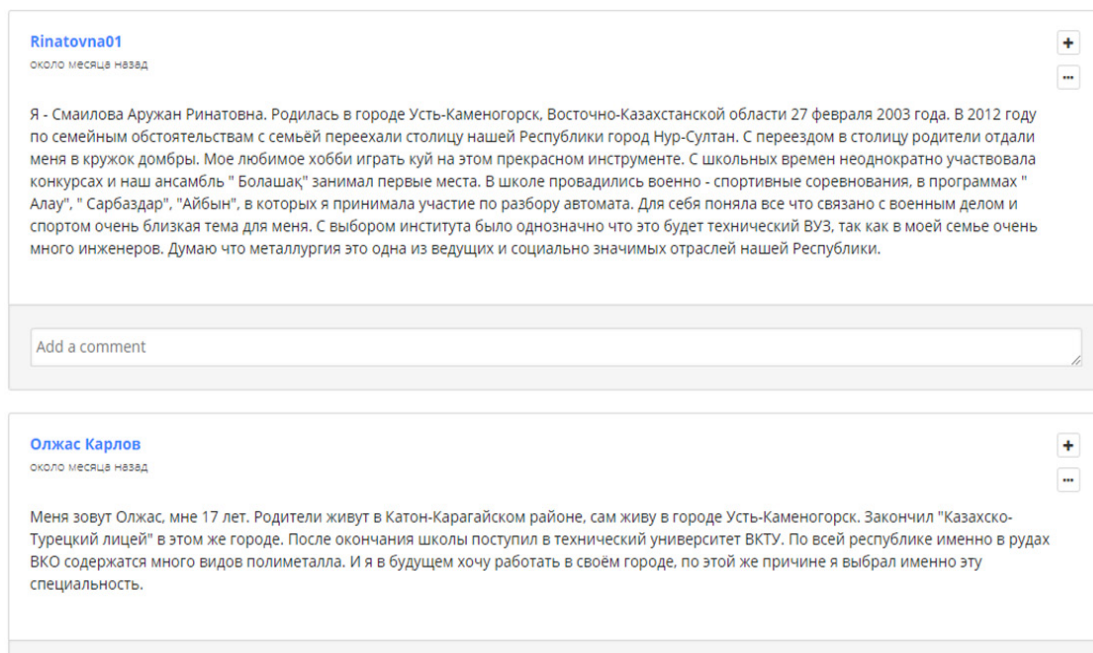 Rinatovna01
около месяца назад
Я - Смаилова Аружан Ринатовна. Родилась в городе Усть-Каменогорск, Восточно-Казахстанской области 27 февраля 2003 года. В 2012 году
по семейным обстоятельствам с семьёй переехали столицу нашей Республики город Нур-Султан. С переездом в столицу родители отдали
меня в кружок домбры. Мое любимое хобби играть куй на этом прекрасном инструменте. С школьных времен неоднократно участвовала
конкурсах и наш ансамбль " Болашақ" занимал первые места. В школе провадились военно - спортивные соревнования, в программах "
Алау", " Сарбаздар", "Айбын", в которых я принимала участие по разбору автомата. Для себя поняла все что связано с военным делом и
спортом очень близкая тема для меня. С выбором института было однозначно что это будет технический ВУЗ, так как в моей семье очень
много инженеров. Думаю что металлургия это одна из ведущих и социально значимых отраслей нашей Республики.
Add a comment
Олжас Карлов
около месяца назад
Меня зовут Олжас, мне 17 лет. Родители живут в Катон-Карагайском районе, сам живу в городе Усть-Каменогорск. Закончил "Казахско-
Турецкий лицей" в этом же городе. После окончания школы поступил в технический университет ВКТУ. По всей республике именно в рудах
ВКО содержатся много видов полиметалла. И я в будущем хочу работать в своём городе, по этой же причине я выбрал именно эту
специальность.